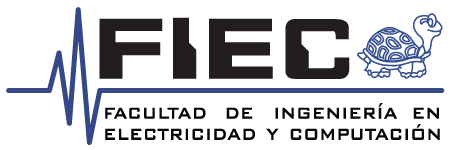 FIEC
FACULTAD DE INGENIERÍA EN
ELECTRICIDAD Y COMPUTACIÓN